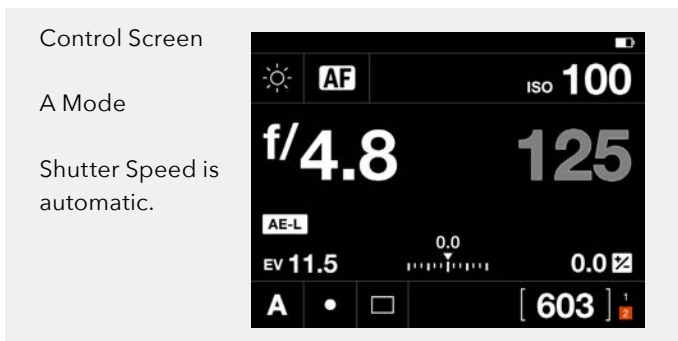 Control Screen
A Mode
Shutter Speed is
automatic.
AF
ISO 100
f/4.8 125
AE-L
0.0
EV 11.5
0.0
A
[ 603 ] 1
2